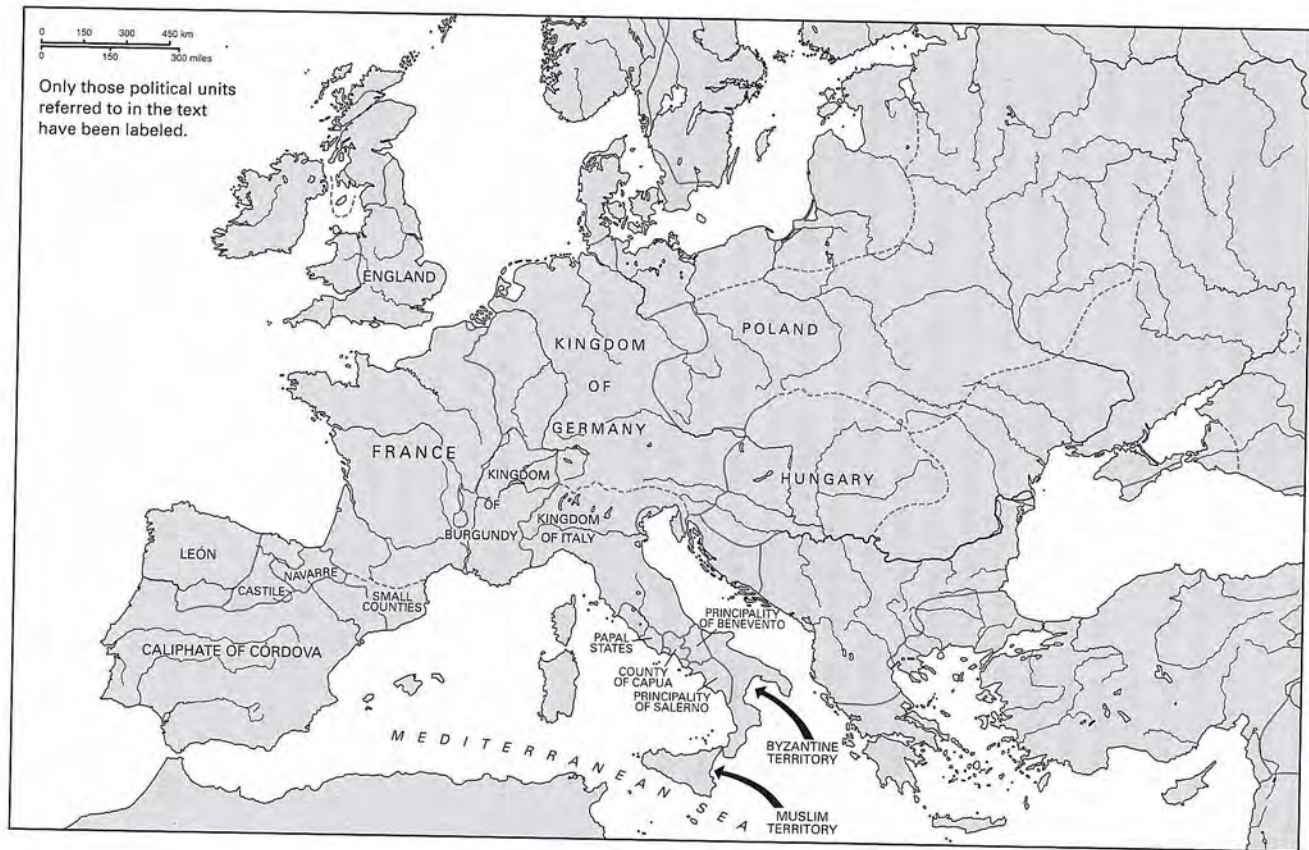 0 150 300 450 km
0 150 300 miles
Only those political units
referred to in the text
have been labeled.
ENGLAND
KINGDOM
OF
GERMANY
POLAND
FRANCE
KINGDOM
OF
BURGUNDY
HUNGARY
KINGDOM
OF ITALY
LEÓN
NAVARRE
CASTILE
SMALL
COUNTIES
CALIPHATE OF CÓRDOVA
PRINCIPALITY
OF BENEVENTO
PAPAL
STATES
COUNTY
OF CAPUA
PRINCIPALITY
OF SALERNO
BYZANTINE
TERRITORY
MEDITERRANEAN SEA
MUSLIM
TERRITORY